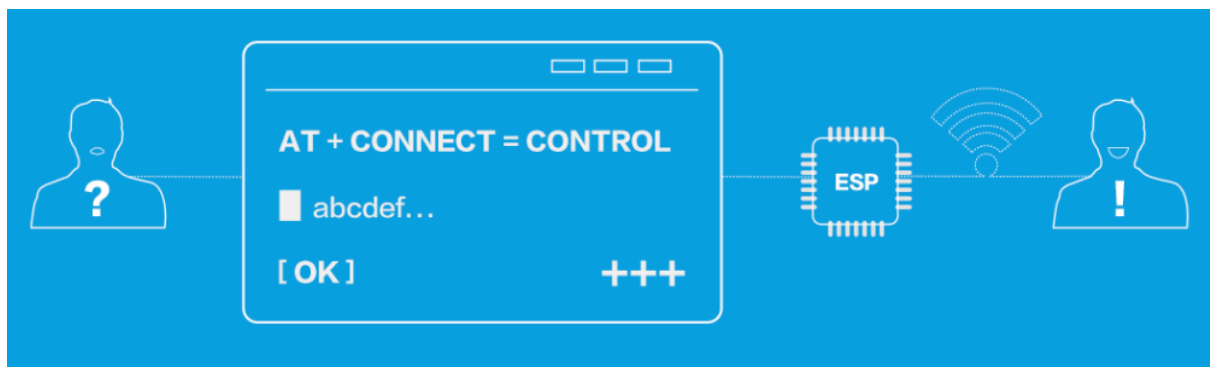 ?
AT + CONNECT = CONTROL
abcdef...
[ OK ] +++
ESP
!